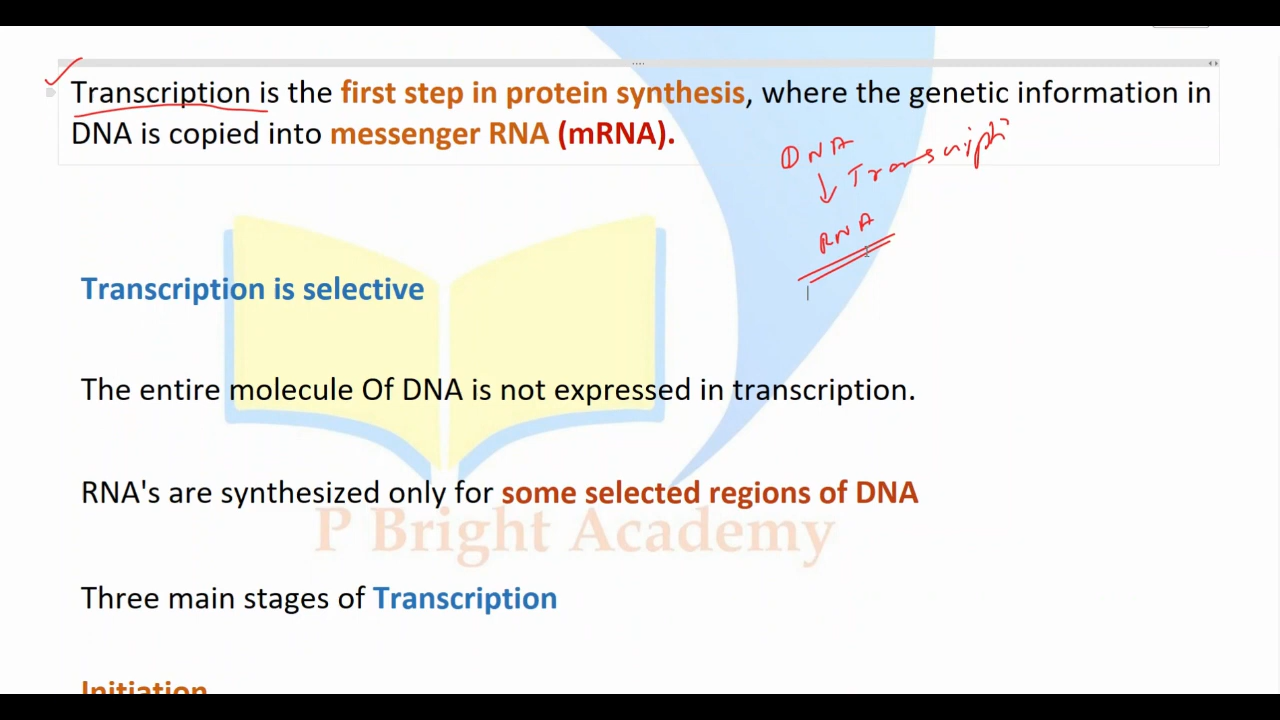 Transcription is the first step in protein synthesis, where the genetic information in
DNA is copied into messenger RNA (mRNA).
DNA
Transcripti
RNA
Transcription is selective
The entire molecule Of DNA is not expressed in transcription.
RNA's are synthesized only for some selected regions of DNA
P Bright Academy
Three main stages of Transcription
Initiation